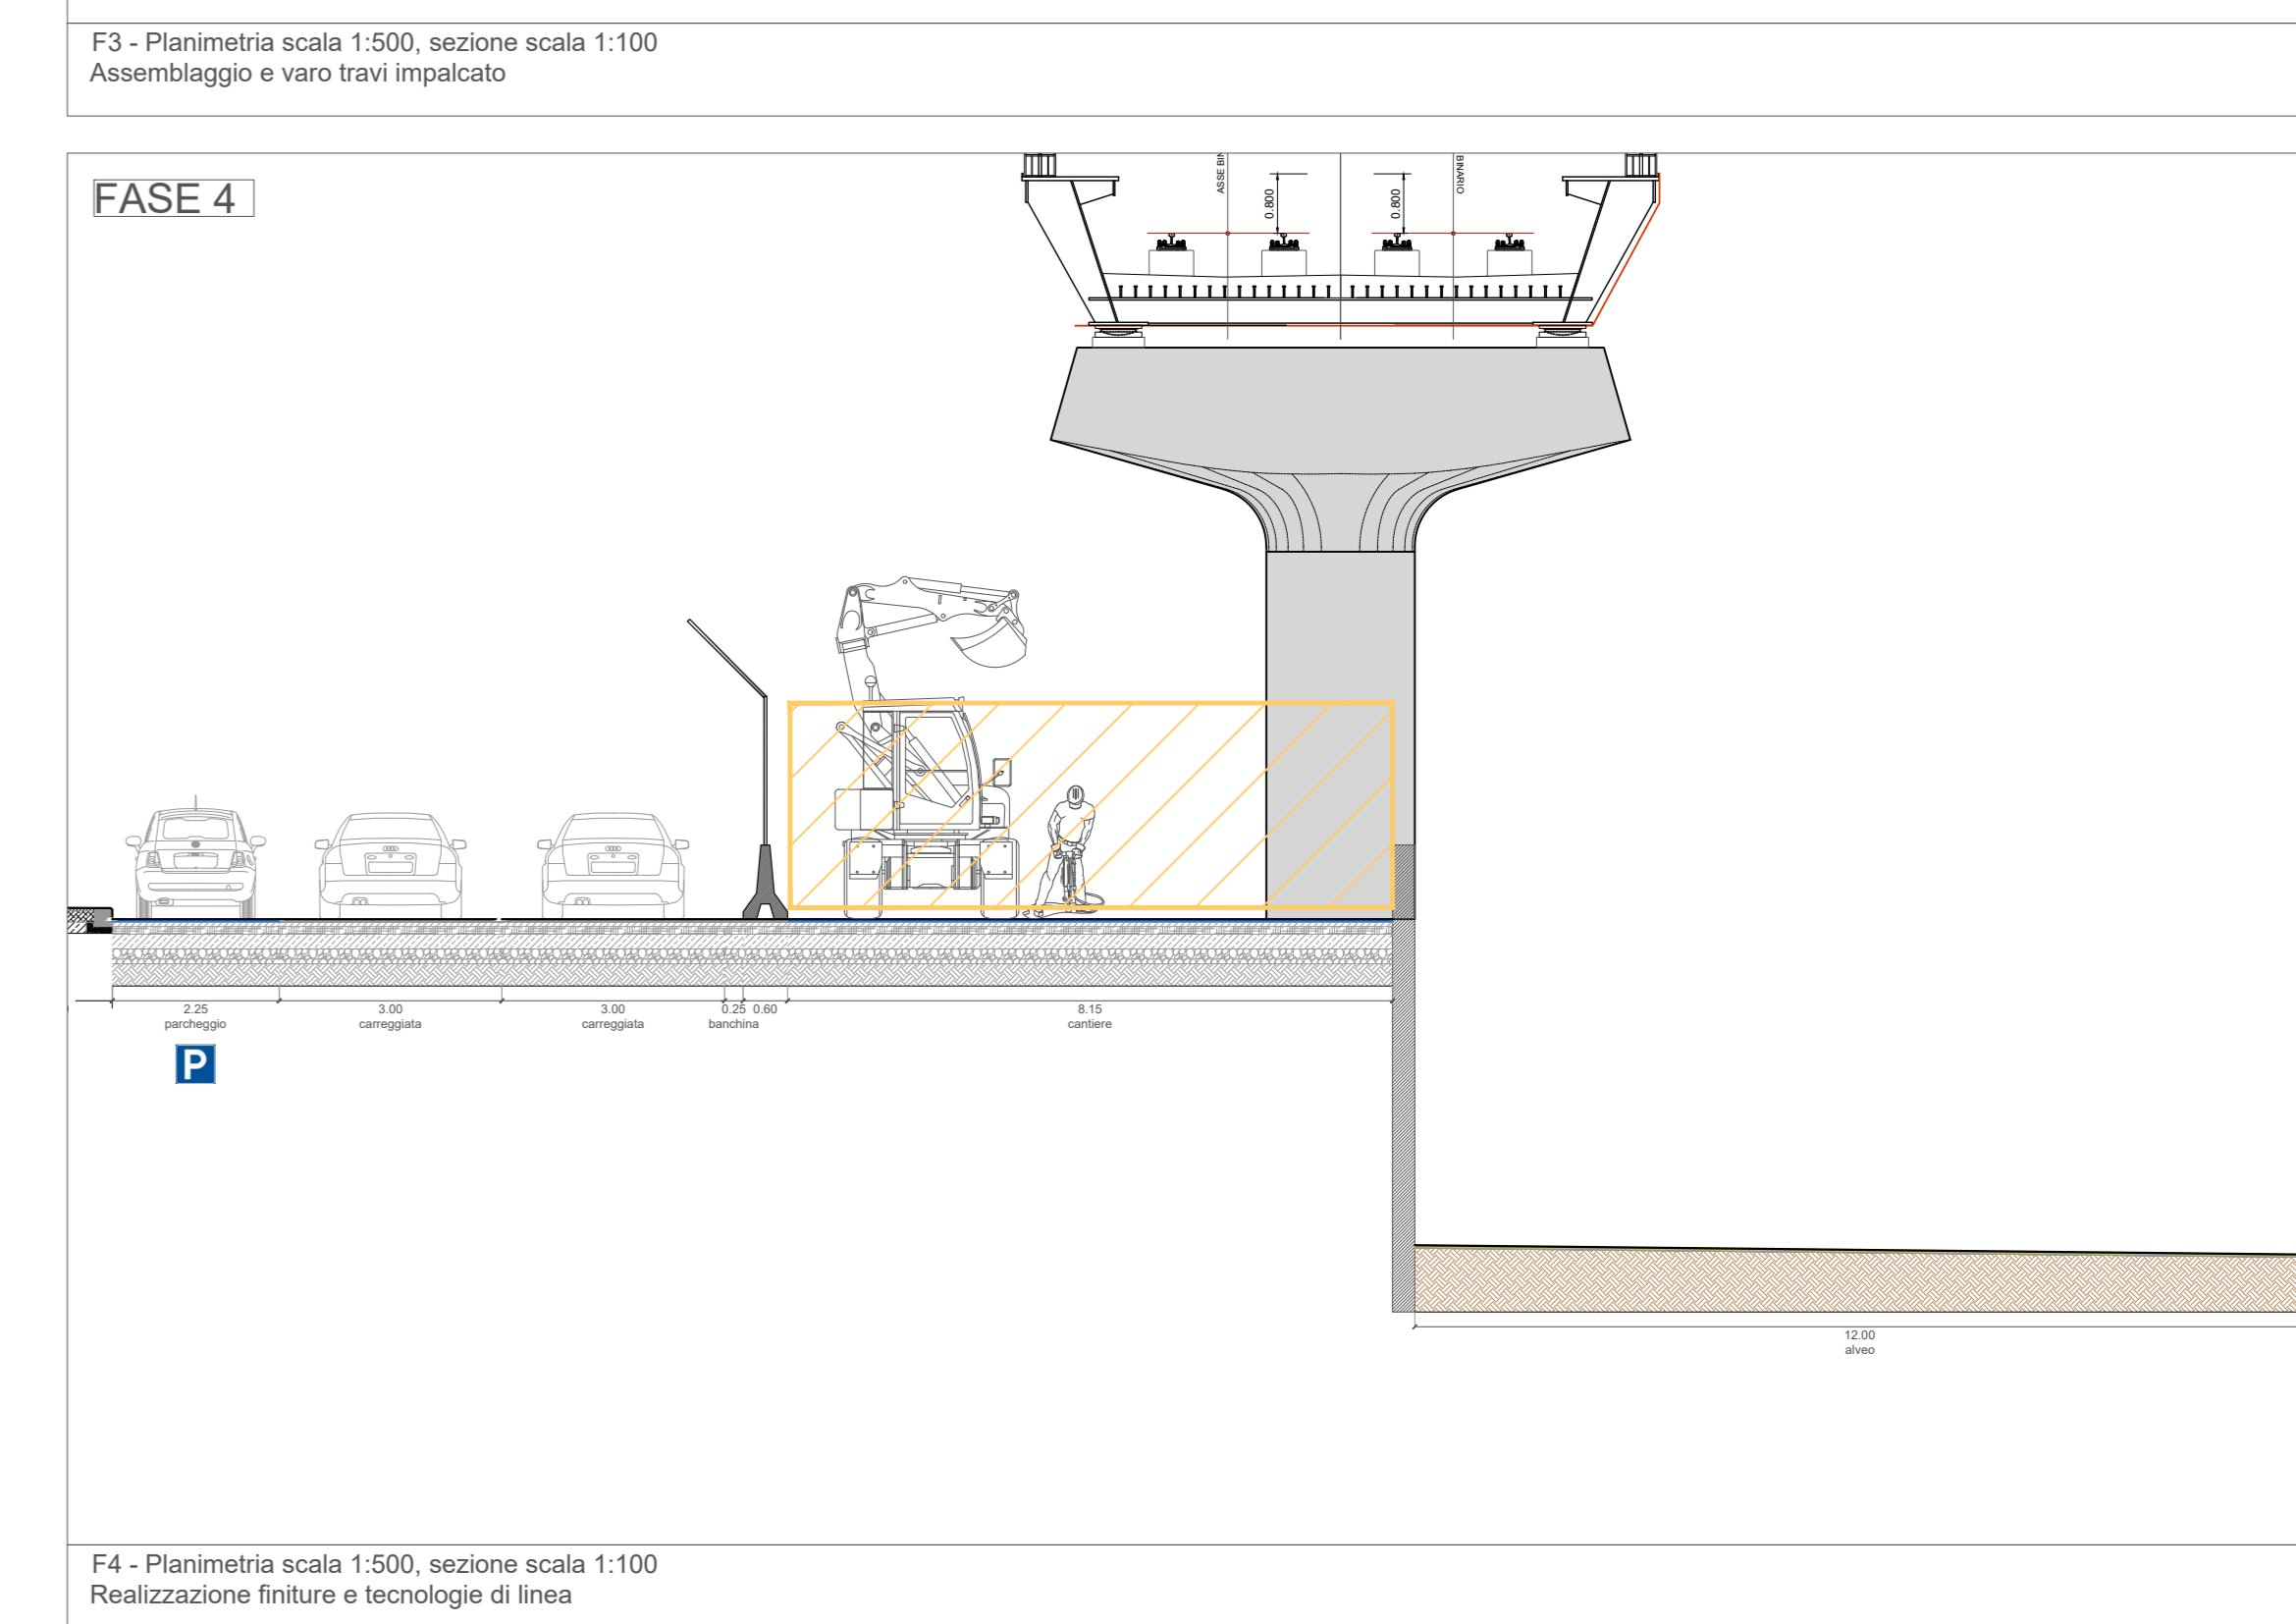 F3 - Planimetria scala 1:500, sezione scala 1:100
Assemblaggio e varo travi impalcato
FASE 4
ASSE BIN
0.800
0.800
BINARIO
2.25
parcheggio
3.00
carreggiata
3.00
carreggiata
0.25 0.60
banchina
8.15
cantiere
P
12.00
alveo
F4 - Planimetria scala 1:500, sezione scala 1:100
Realizzazione finiture e tecnologie di linea